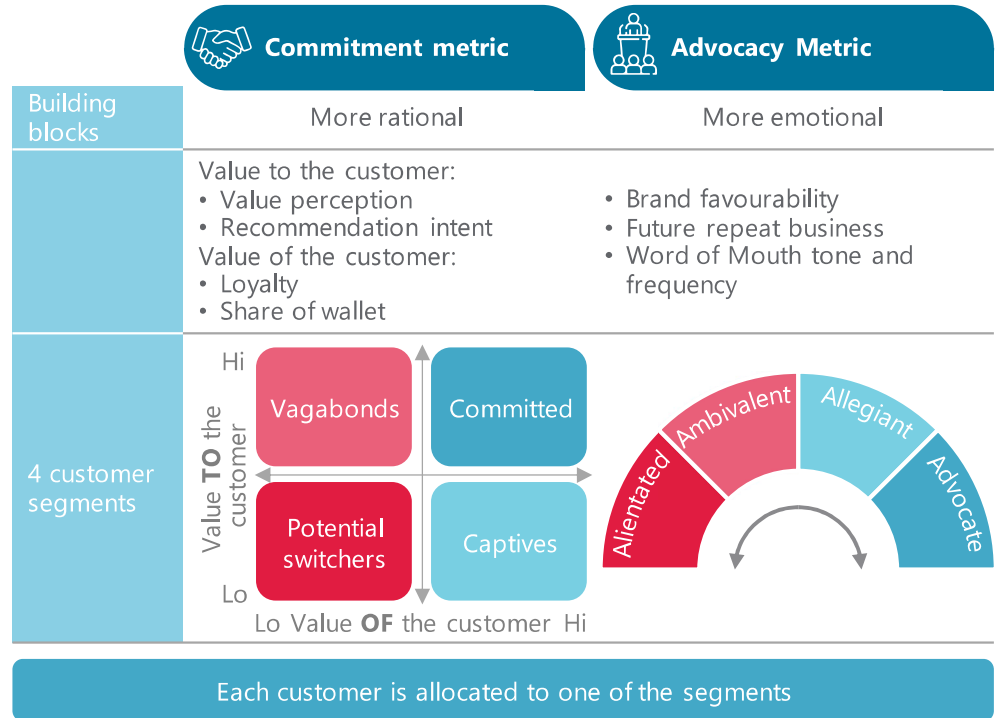 Commitment metric
Advocacy Metric
Building
blocks
More rational
More emotional
Value to the customer:
• Value perception
• Recommendation intent
Value of the customer:
• Loyalty
• Share of wallet
• Brand favourability
• Future repeat business
• Word of Mouth tone and
frequency
4 customer
segments
Hi
Value TO the
customer
Lo
Vagabonds
Committed
Potential
switchers
Captives
Lo Value OF the customer Hi
Alientated
Ambivalent
Allegiant
Advocate
Each customer is allocated to one of the segments